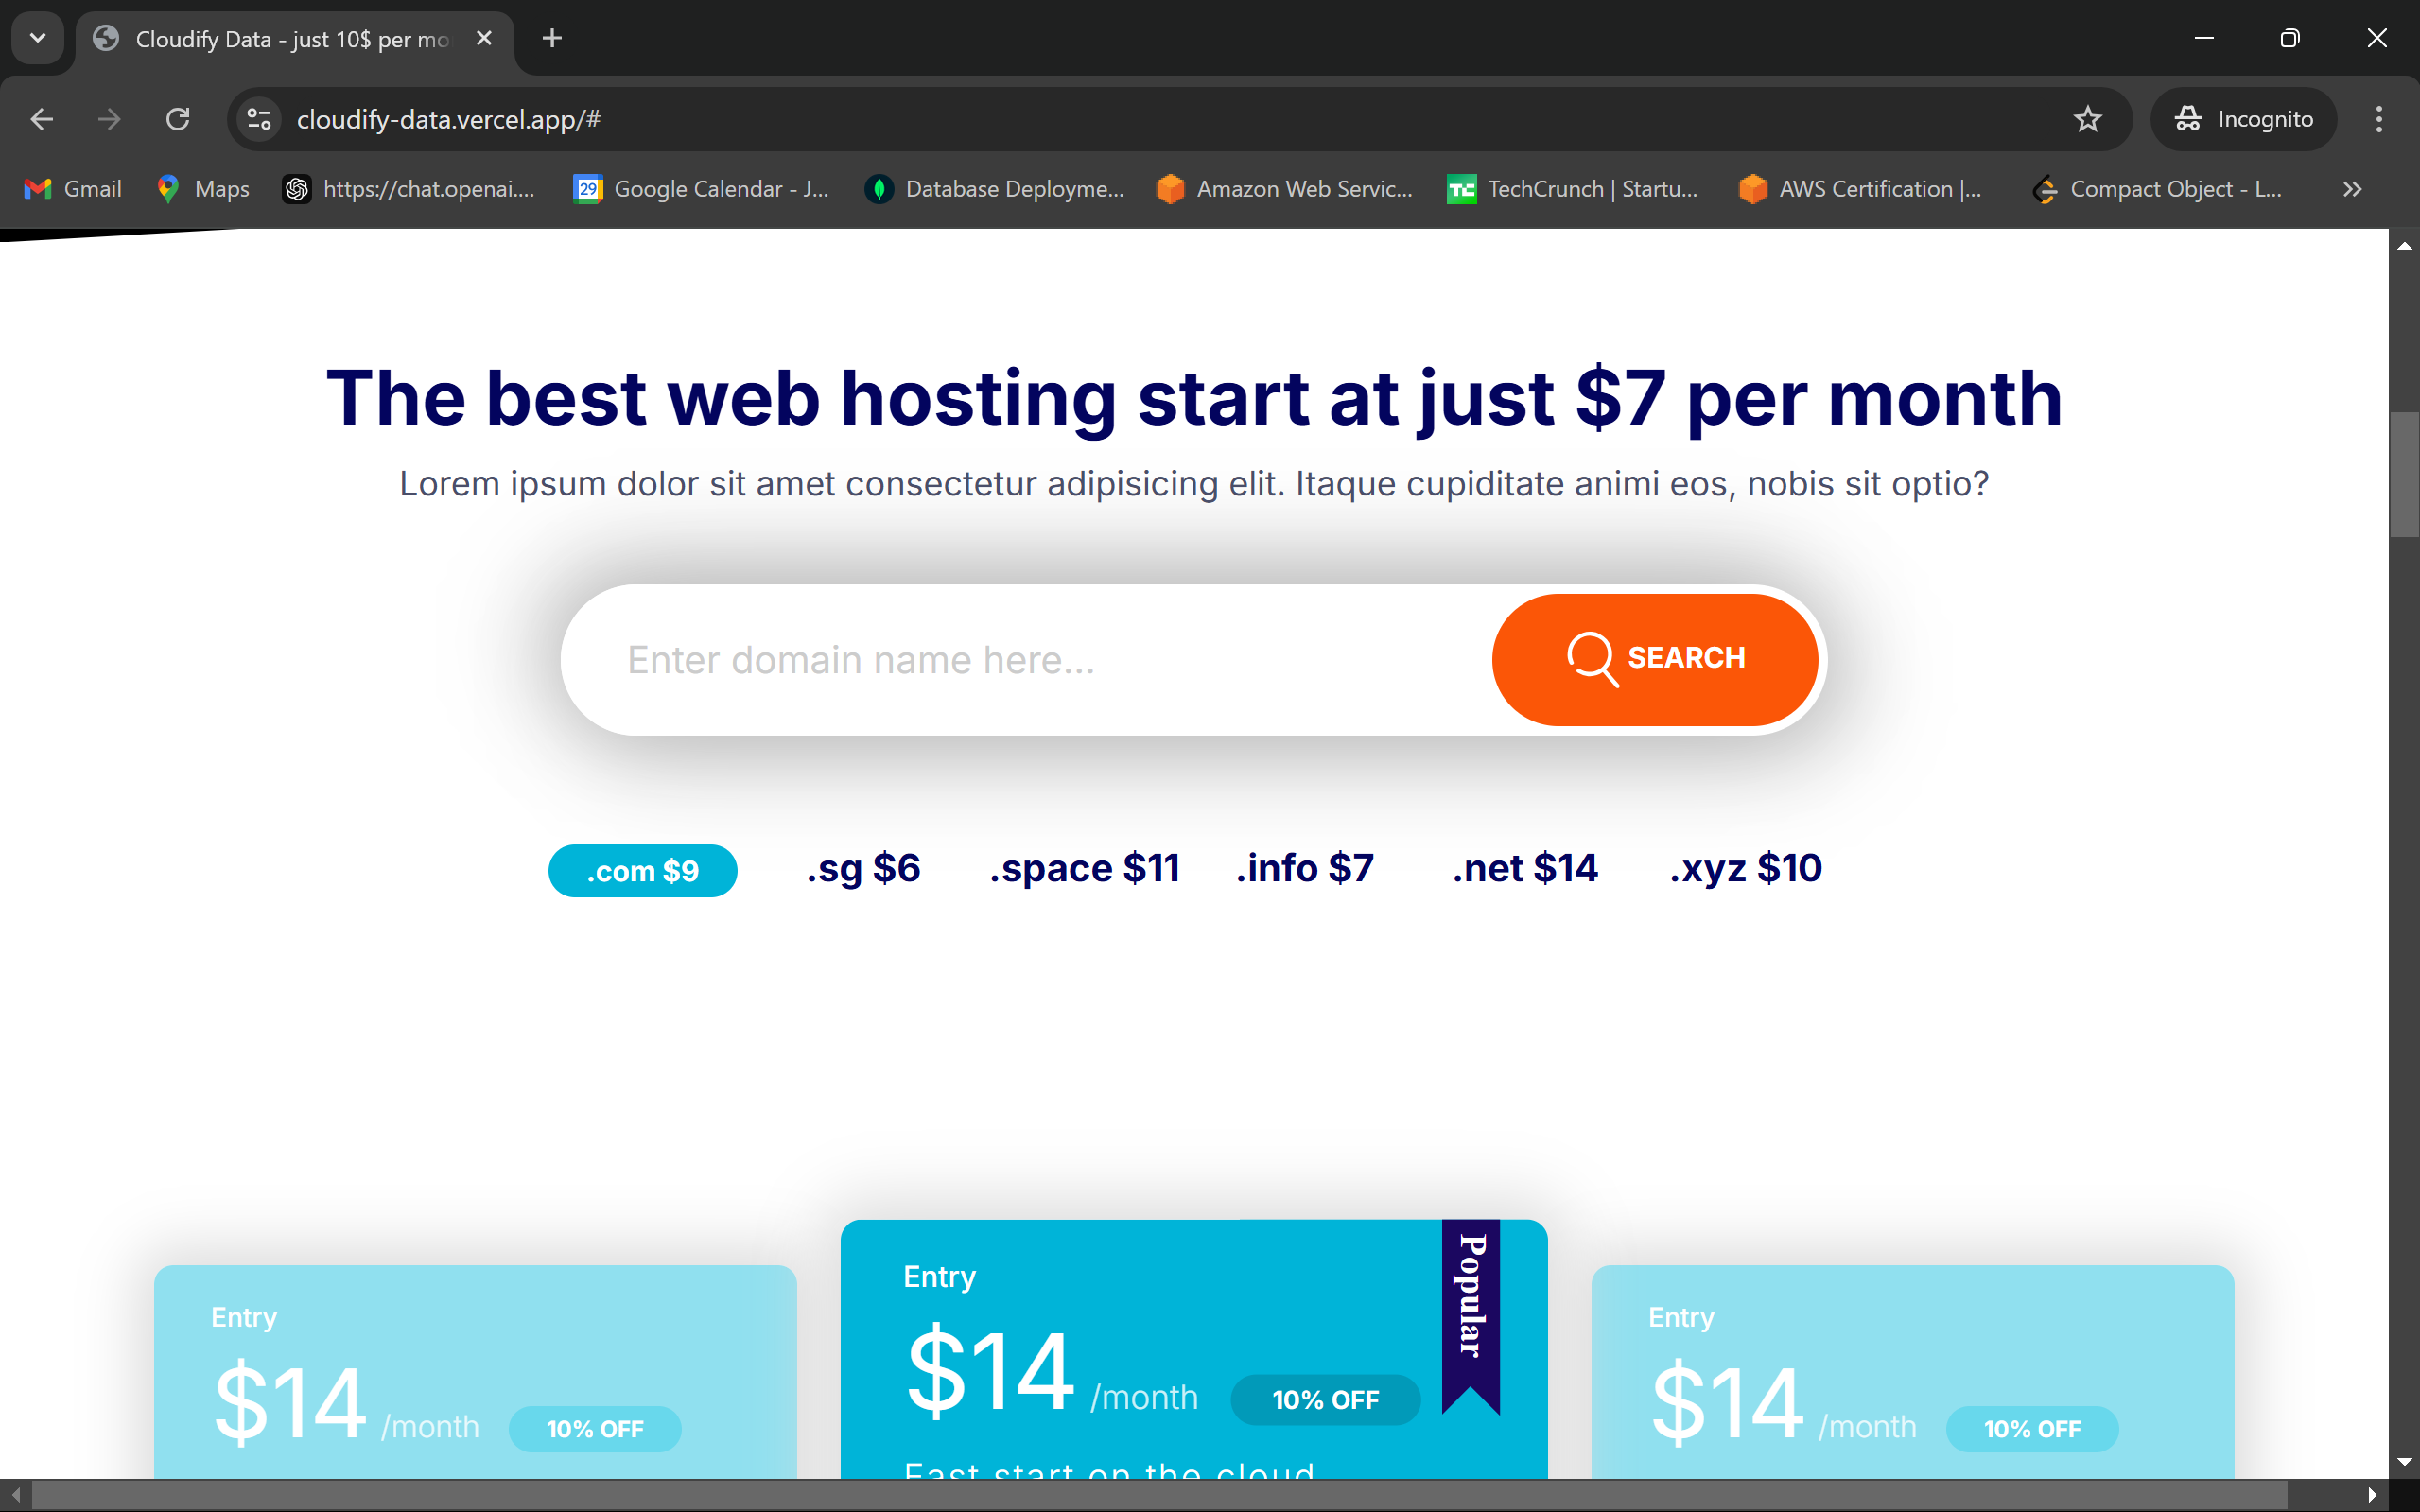 Cloudify Data - just 10$ per mo
cloudify-data.vercel.app/#
Incognito
Gmail
Maps
https://chat.openai....
29
Google Calendar - J...
Database Deployme...
Amazon Web Servic...
TC
TechCrunch | Startu...
AWS Certification |...
Compact Object - L...
The best web hosting start at just $7 per month
Lorem ipsum dolor sit amet consectetur adipisicing elit. Itaque cupiditate animi eos, nobis sit optio?
Enter domain name here...
SEARCH
.com $9
.sg $6
.space $11
.info $7
.net $14
.xyz $10
Entry
$14 /month
10% OFF
Entry
$14 /month
10% OFF
Popular
Fast start on the cloud
Entry
$14 /month
10% OFF